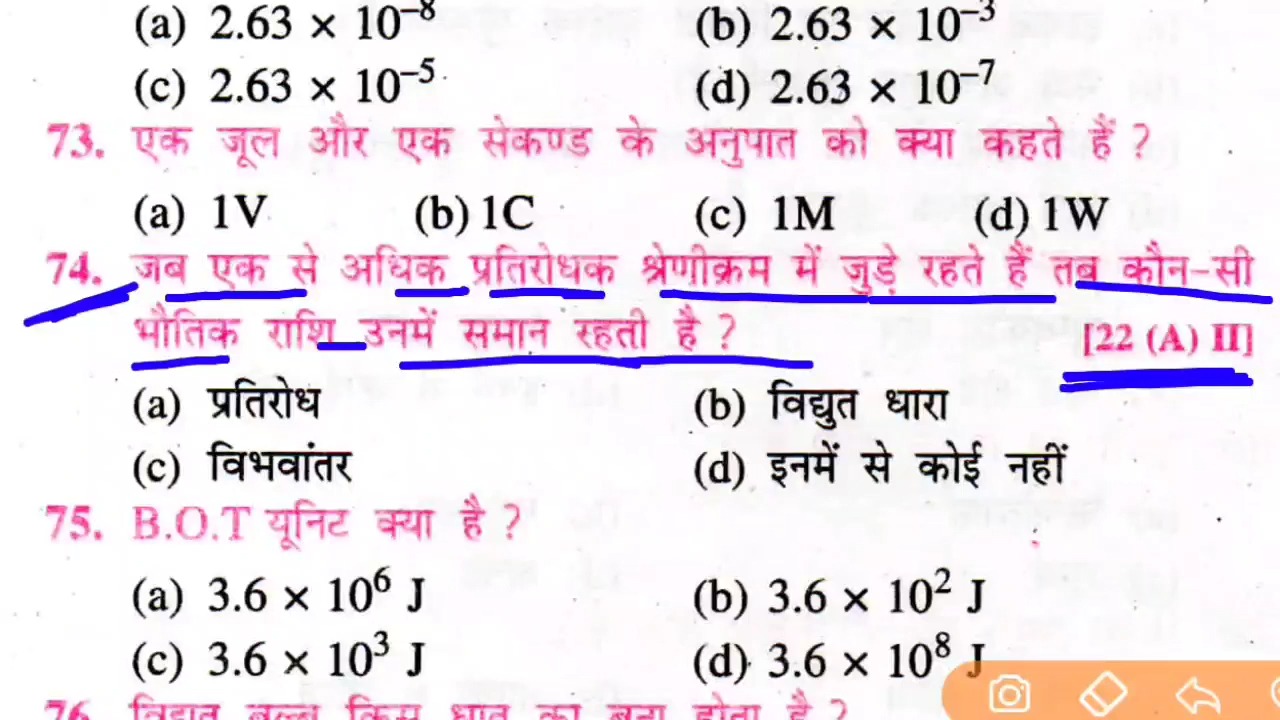 (a) 2.63 × 10⁻⁸ (b) 2.63 × 10⁻³
(c) 2.63 × 10⁻⁵ (d) 2.63 × 10⁻⁷
73. एक जूल और एक सेकण्ड के अनुपात को क्या कहते हैं ?
(a) 1V (b) 1C (c) 1M (d) 1W
74. जब एक से अधिक प्रतिरोधक श्रेणीक्रम में जुड़े रहते हैं तब कौन-सी
भौतिक राशि उनमें समान रहती है ? [22 (A) II]
(a) प्रतिरोध (b) विद्युत धारा
(c) विभवांतर (d) इनमें से कोई नहीं
75. B.O.T यूनिट क्या है ?
(a) 3.6 × 10⁶ J (b) 3.6 × 10² J
(c) 3.6 × 10³ J (d) 3.6 × 10⁸ J
76. विद्युत बल्ब किस धातु का बना होता है ?